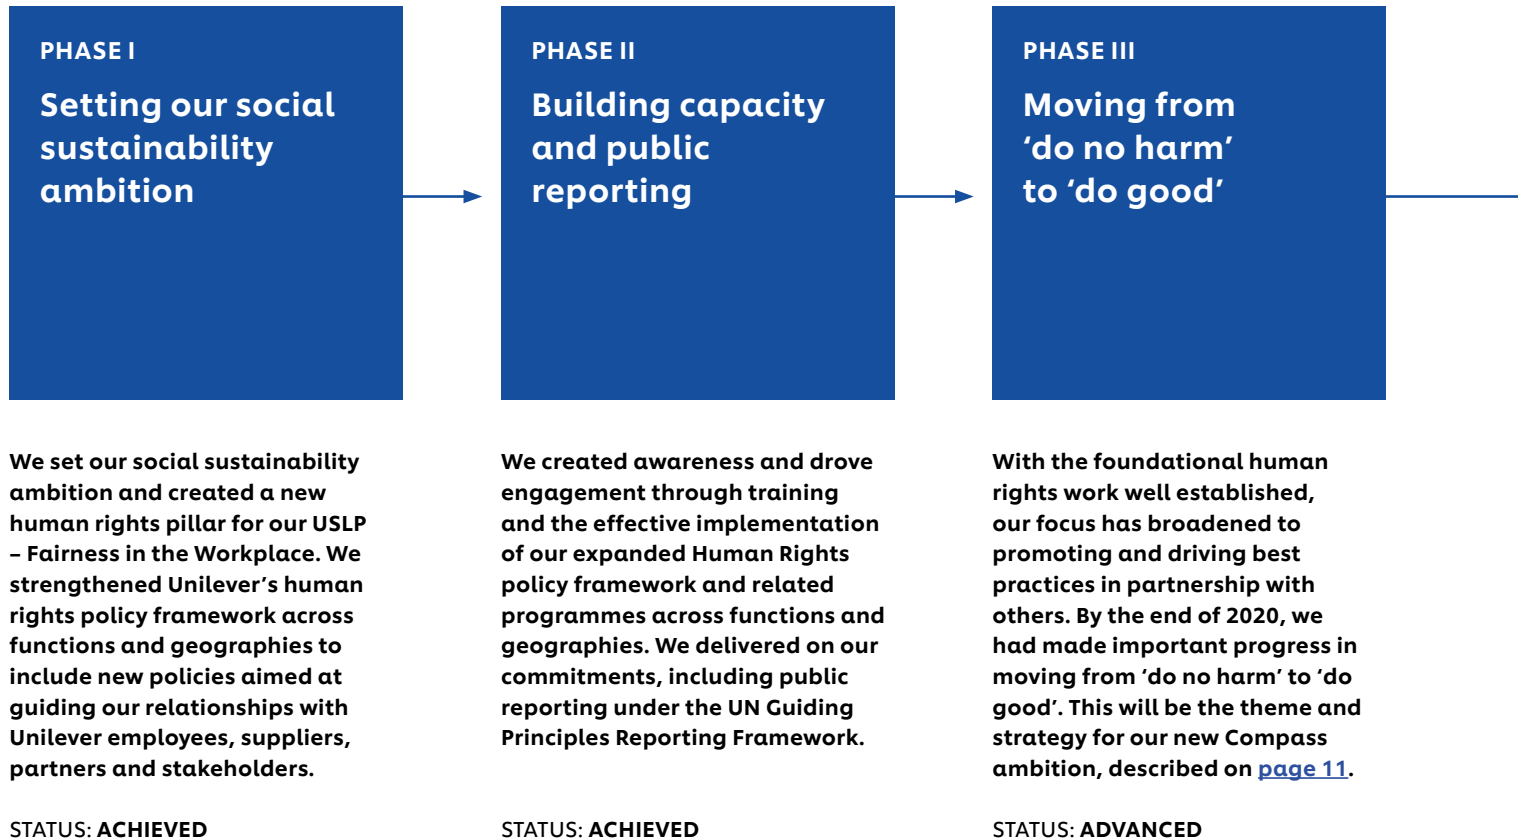 PHASE I
Setting our social
sustainability
ambition
We set our social sustainability
ambition and created a new
human rights pillar for our USLP
– Fairness in the Workplace. We
strengthened Unilever’s human
rights policy framework across
functions and geographies to
include new policies aimed at
guiding our relationships with
Unilever employees, suppliers,
partners and stakeholders.
STATUS: ACHIEVED
PHASE II
Building capacity
and public
reporting
We created awareness and drove
engagement through training
and the effective implementation
of our expanded Human Rights
policy framework and related
programmes across functions and
geographies. We delivered on our
commitments, including public
reporting under the UN Guiding
Principles Reporting Framework.
STATUS: ACHIEVED
PHASE III
Moving from
‘do no harm’
to ‘do good’
With the foundational human
rights work well established,
our focus has broadened to
promoting and driving best
practices in partnership with
others. By the end of 2020, we
had made important progress in
moving from ‘do no harm’ to ‘do
good’. This will be the theme and
strategy for our new Compass
ambition, described on page 11.
STATUS: ADVANCED